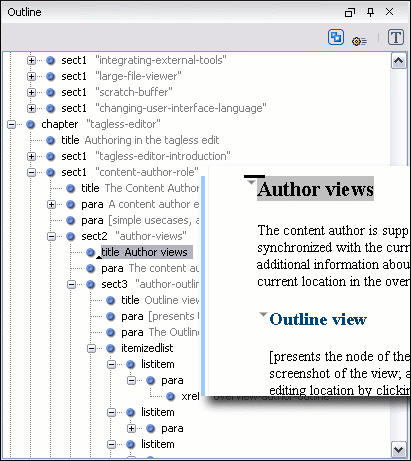 Outline
T
sect1 "integrating-external-tools"
sect1 "large-file-viewer"
sect1 "scratch-buffer"
sect1 "changing-user-interface-language"
chapter "tagless-editor"
title Authoring in the tagless edit
sect1 "tagless-editor-introduction"
sect1 "content-author-role"
title The Content Author
para A content author e
para [simple usecases, a
sect2 "author-views"
title Author views
para The content au
sect3 "author-outlin
title Outline view
para [presents t
para The Outlin
itemizedlist
listitem
para
xref "overview-author-outline"
listitem
para
listitem
Author views
The content author is supp
synchronized with the curr
additional information abou
current location in the over
Outline view
[presents the node of the
screenshot of the view; a
editing location by clickin